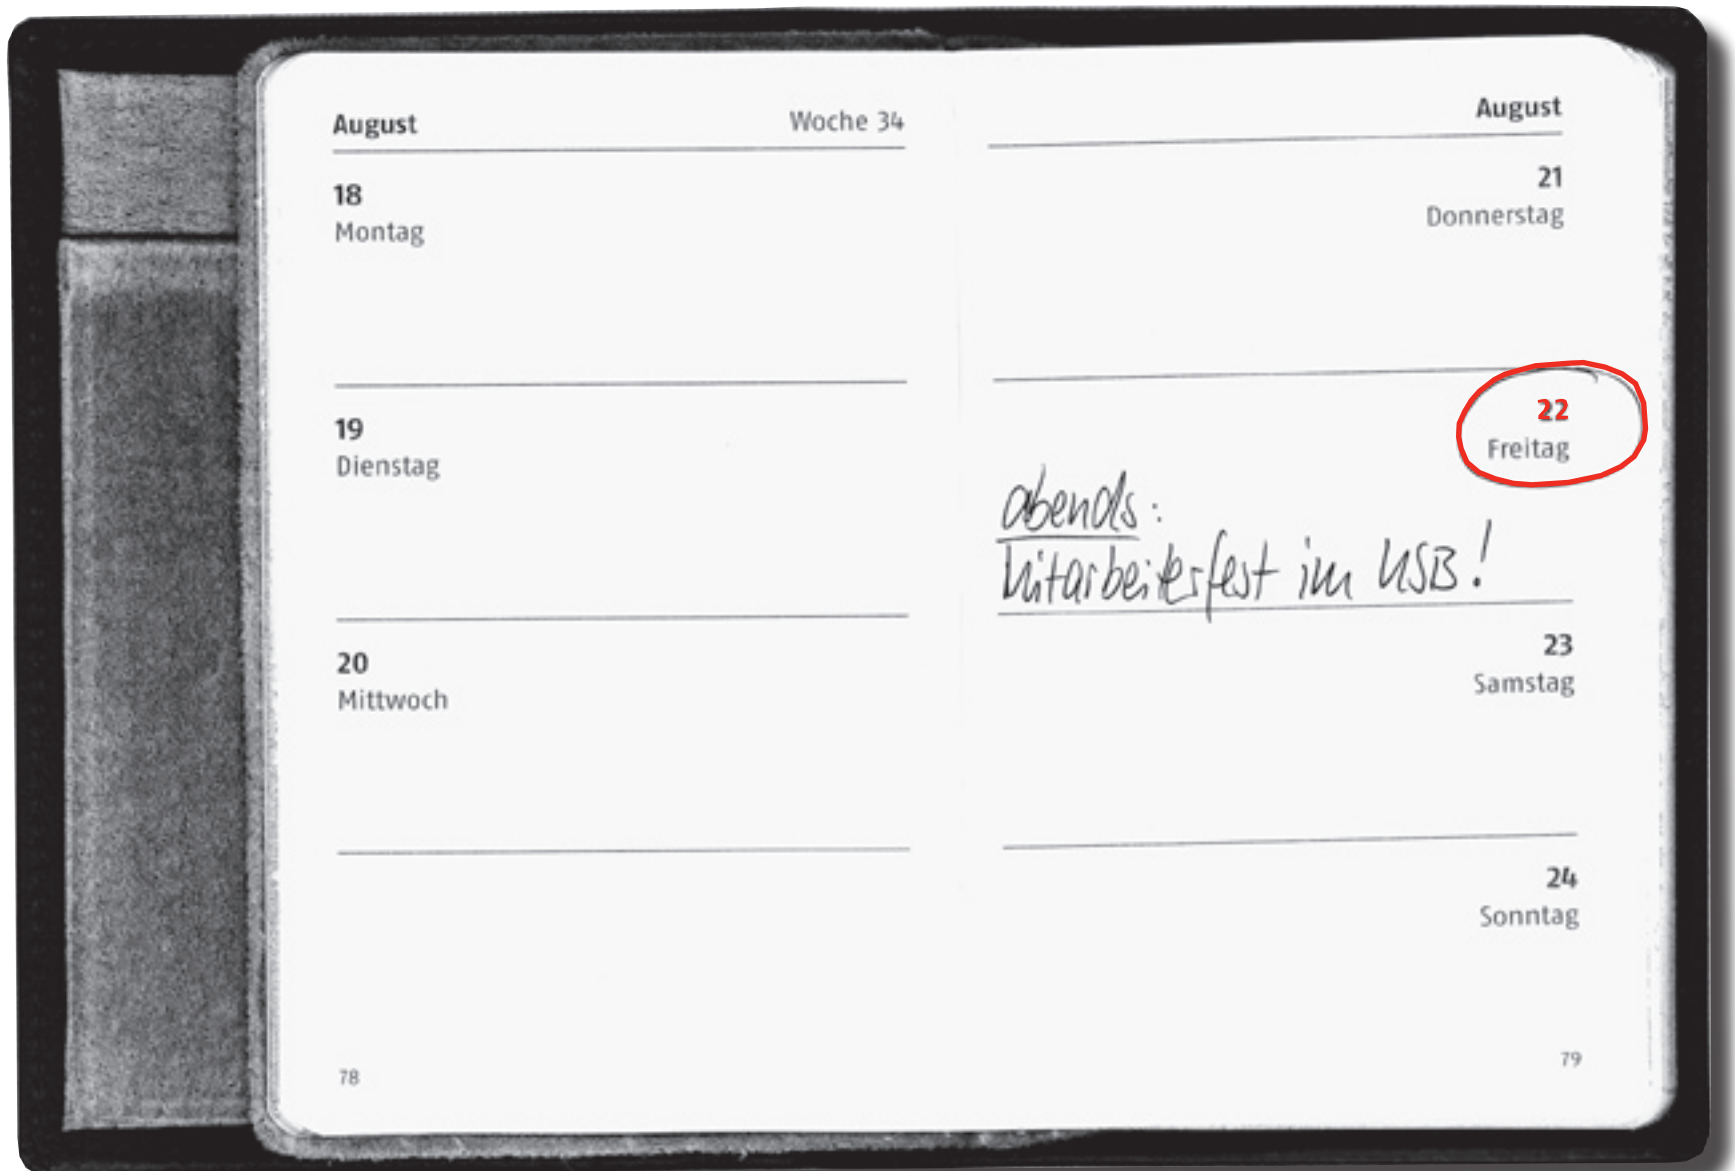 August Woche 34
18
Montag
19
Dienstag
20
Mittwoch
78
August
21
Donnerstag
22
Freitag
abends:
Mitarbeiterfest im USB!
23
Samstag
24
Sonntag
79